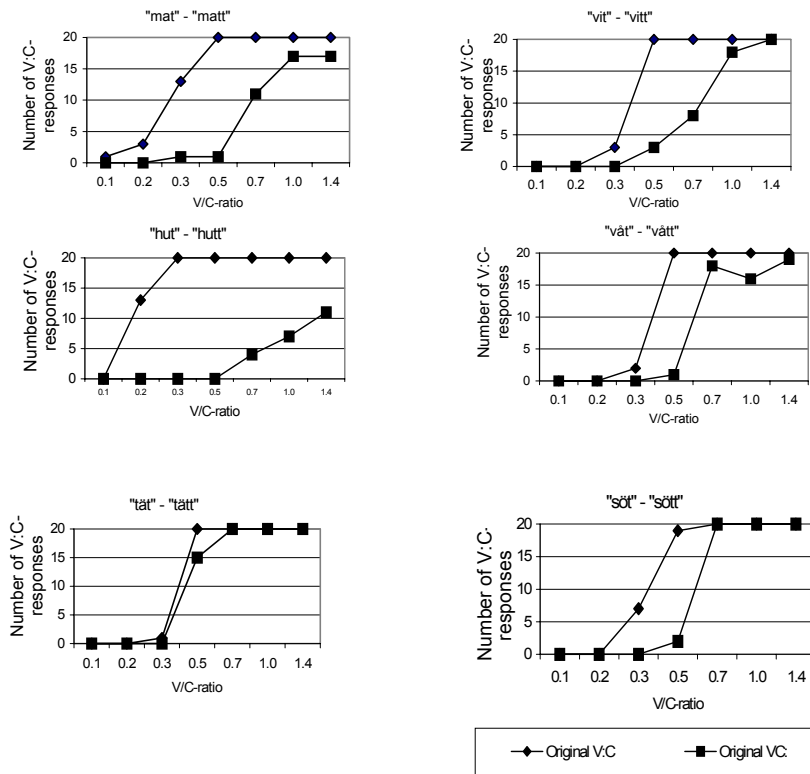 "mat" - "matt"
Number of V:C-
responses
20
15
10
5
0
0.1 0.2 0.3 0.5 0.7 1.0 1.4
V/C-ratio
"vit" - "vitt"
Number of V:C-
responses
20
15
10
5
0
0.1 0.2 0.3 0.5 0.7 1.0 1.4
V/C-ratio
"hut" - "hutt"
Number of V:C-
responses
20
15
10
5
0
0.1 0.2 0.3 0.5 0.7 1.0 1.4
V/C-ratio
"våt" - "vått"
Number of V:C-
responses
20
15
10
5
0
0.1 0.2 0.3 0.5 0.7 1.0 1.4
V/C-ratio
"tät" - "tätt"
Number of V:C-
responses
20
15
10
5
0
0.1 0.2 0.3 0.5 0.7 1.0 1.4
V/C-ratio
"söt" - "sött"
Number of V:C-
responses
20
15
10
5
0
0.1 0.2 0.3 0.5 0.7 1.0 1.4
V/C-ratio
Original V:C Original VC: